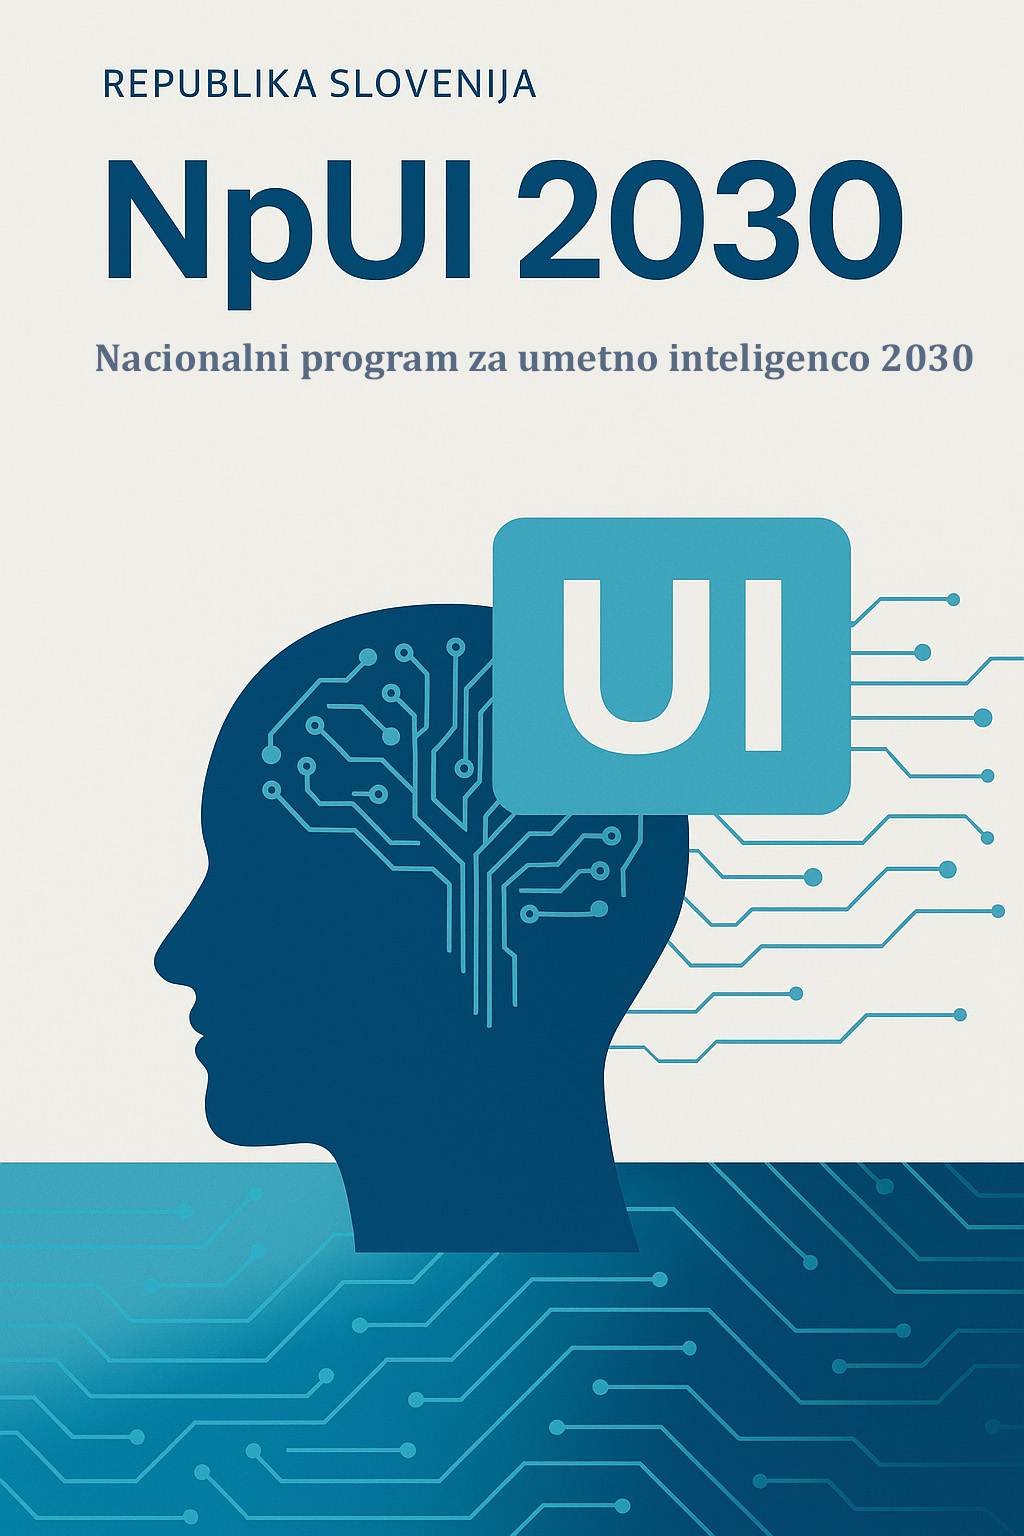 REPUBLIKA SLOVENIJA
NpUI 2030
Nacionalni program za umetno inteligenco 2030
UI